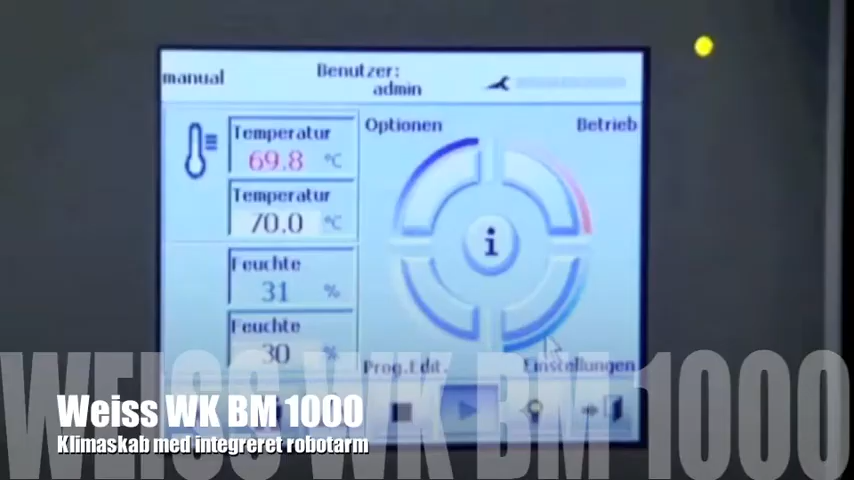 manual
Benutzer:
admin
Optionen
Betrieb
Temperatur
69.8 °C
Temperatur
70.0 °C
Feuchte
31 %
Feuchte
30 %
i
Prog.Edit.
Einstellungen
WEISS WK BM 1000
Weiss WK BM 1000
Klimaskab med integreret robotarm